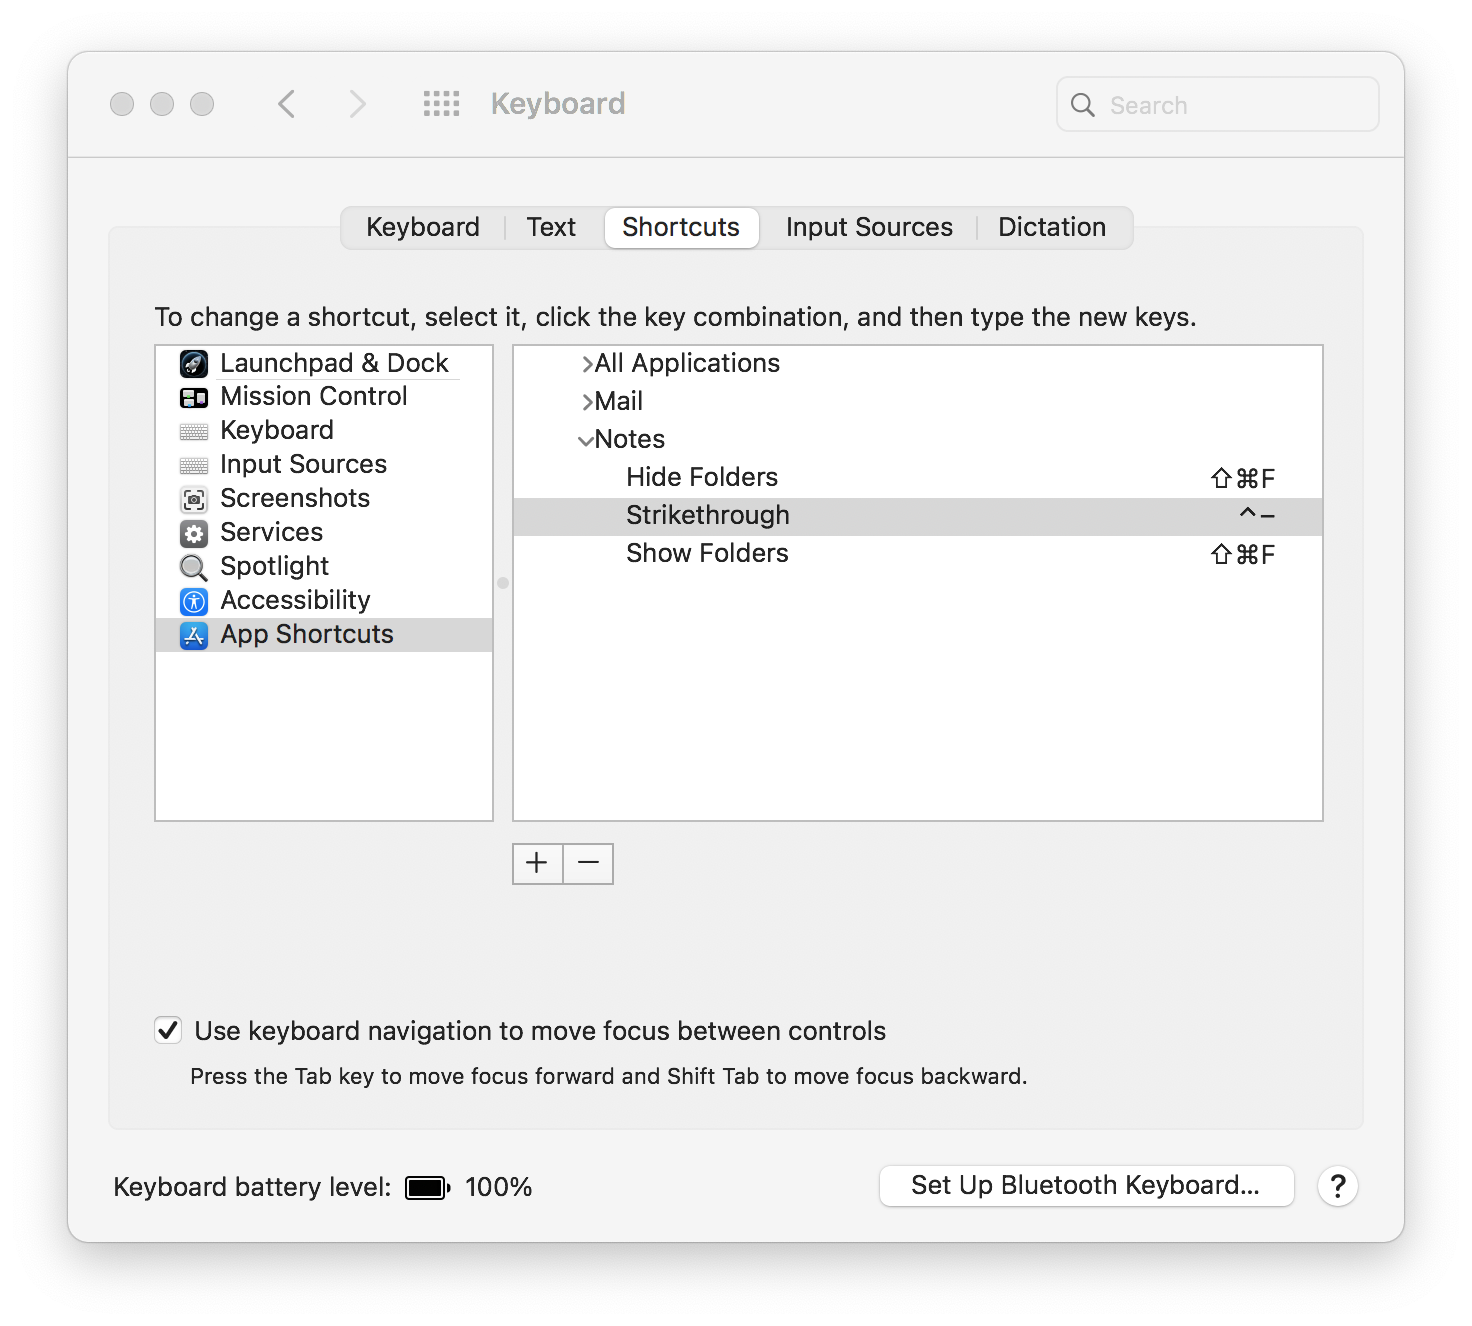 Keyboard
Search
Keyboard
Text
Shortcuts
Input Sources
Dictation
To change a shortcut, select it, click the key combination, and then type the new keys.
Launchpad & Dock
Mission Control
Keyboard
Input Sources
Screenshots
Services
Spotlight
Accessibility
App Shortcuts
All Applications
Mail
Notes
Hide Folders ⇧⌘F
Strikethrough ^–
Show Folders ⇧⌘F
Use keyboard navigation to move focus between controls
Press the Tab key to move focus forward and Shift Tab to move focus backward.
Keyboard battery level: 100%
Set Up Bluetooth Keyboard...
?